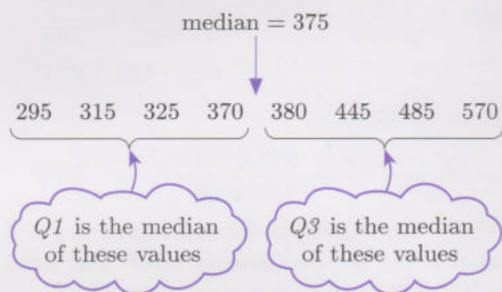 median = 375
295 315 325 370 380 445 485 570
Q1 is the median
of these values
Q3 is the median
of these values